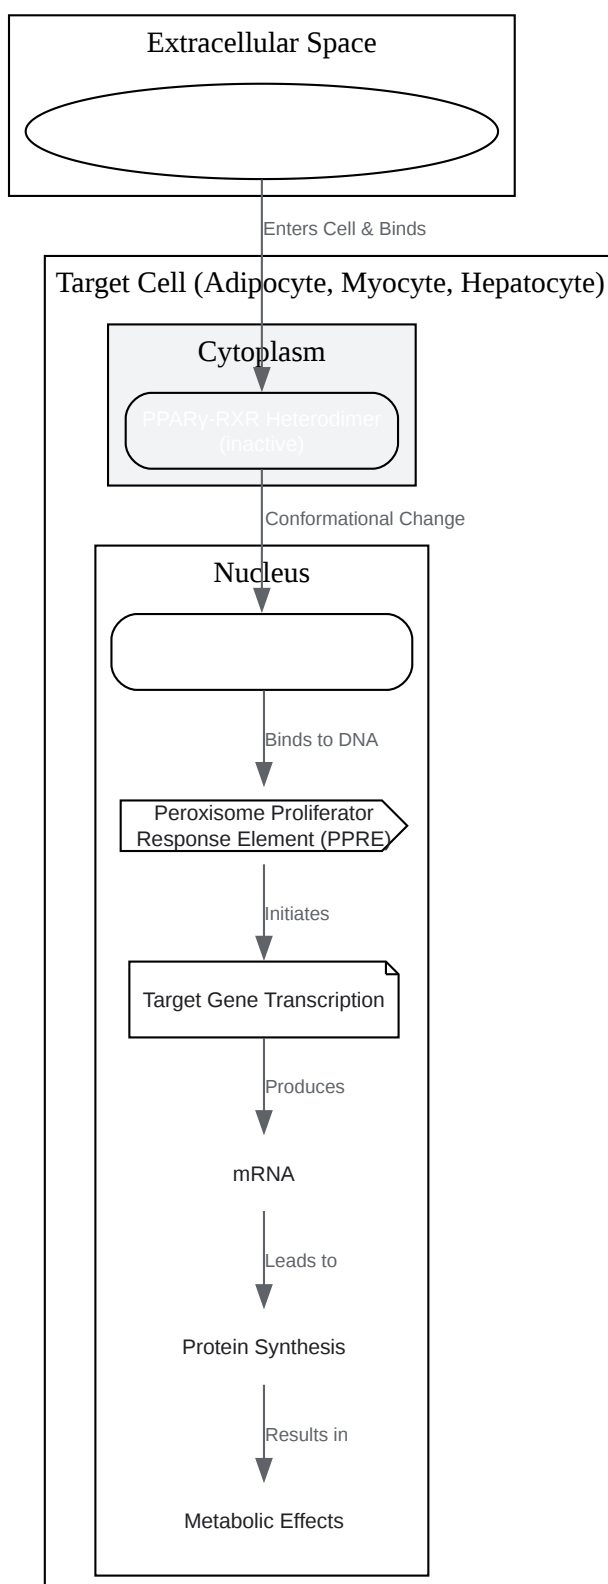 Extracellular Space
Enters Cell & Binds
Target Cell (Adipocyte, Myocyte, Hepatocyte)
Cytoplasm
PPARγ-RXR Heterodimer
(inactive)
Conformational Change
Nucleus
Binds to DNA
Peroxisome Proliferator
Response Element (PPRE)
Initiates
Target Gene Transcription
Produces
mRNA
Leads to
Protein Synthesis
Results in
Metabolic Effects